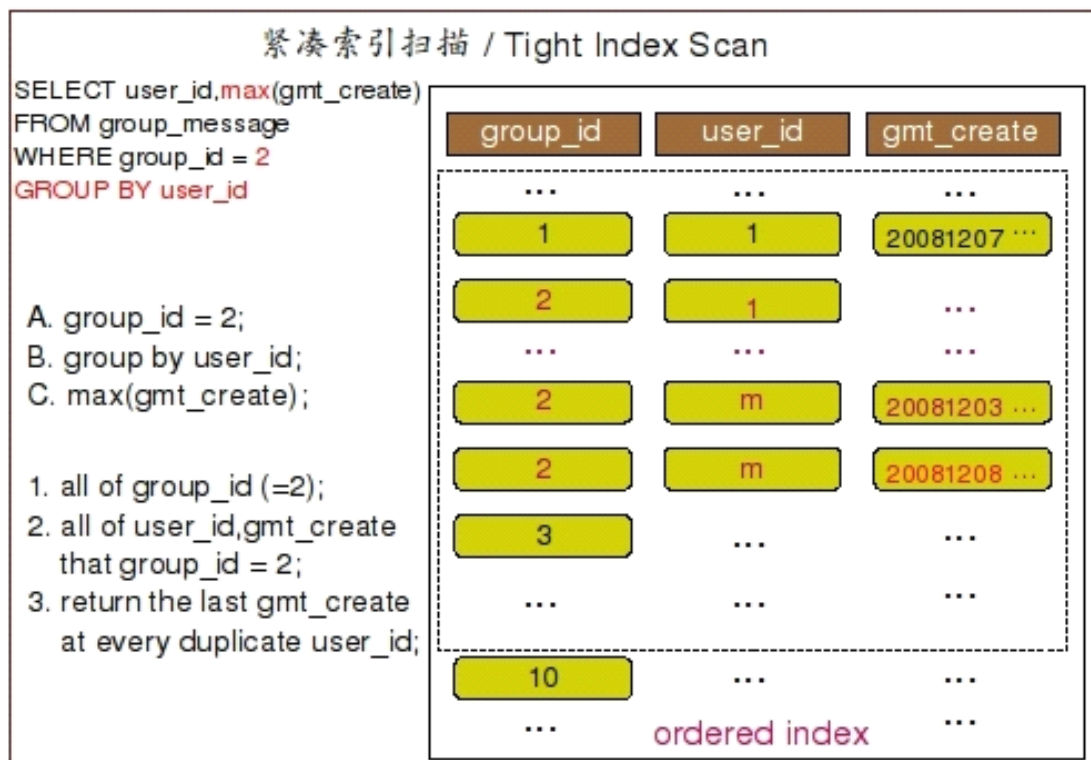 紧凑索引扫描 / Tight Index Scan
SELECT user_id,max(gmt_create)
FROM group_message
WHERE group_id = 2
GROUP BY user_id
A. group_id = 2;
B. group by user_id;
C. max(gmt_create);
1. all of group_id (=2);
2. all of user_id,gmt_create
that group_id = 2;
3. return the last gmt_create
at every duplicate user_id;
group_id user_id gmt_create
... ... ...
1 1 20081207 ...
2 1 ...
... ... ...
2 m 20081203 ...
2 m 20081208 ...
3 ... ...
... ... ...
10 ... ...
... ordered index ...